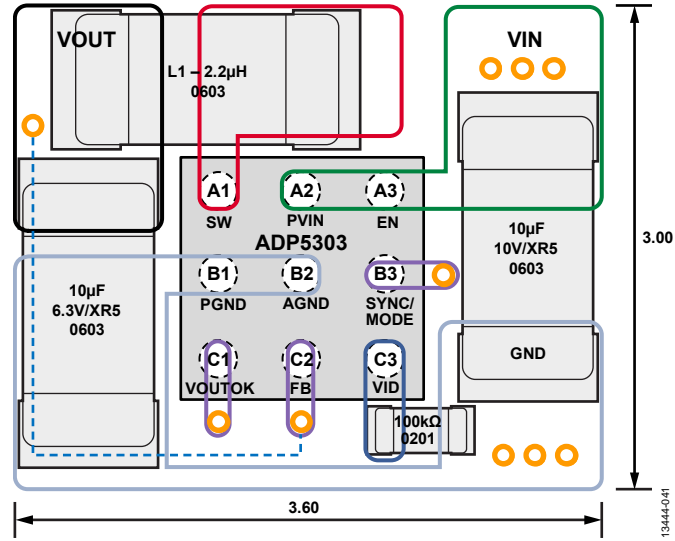 VOUT
L1 – 2.2µH
0603
VIN
A1
A2
A3
SW
PVIN
EN
ADP5303
10µF
10V/XR5
0603
3.00
B1
B2
B3
PGND
AGND
SYNC/
MODE
10µF
6.3V/XR5
0603
GND
C1
C2
C3
VOUTOK
FB
VID
100kΩ
0201
3.60
13444-041